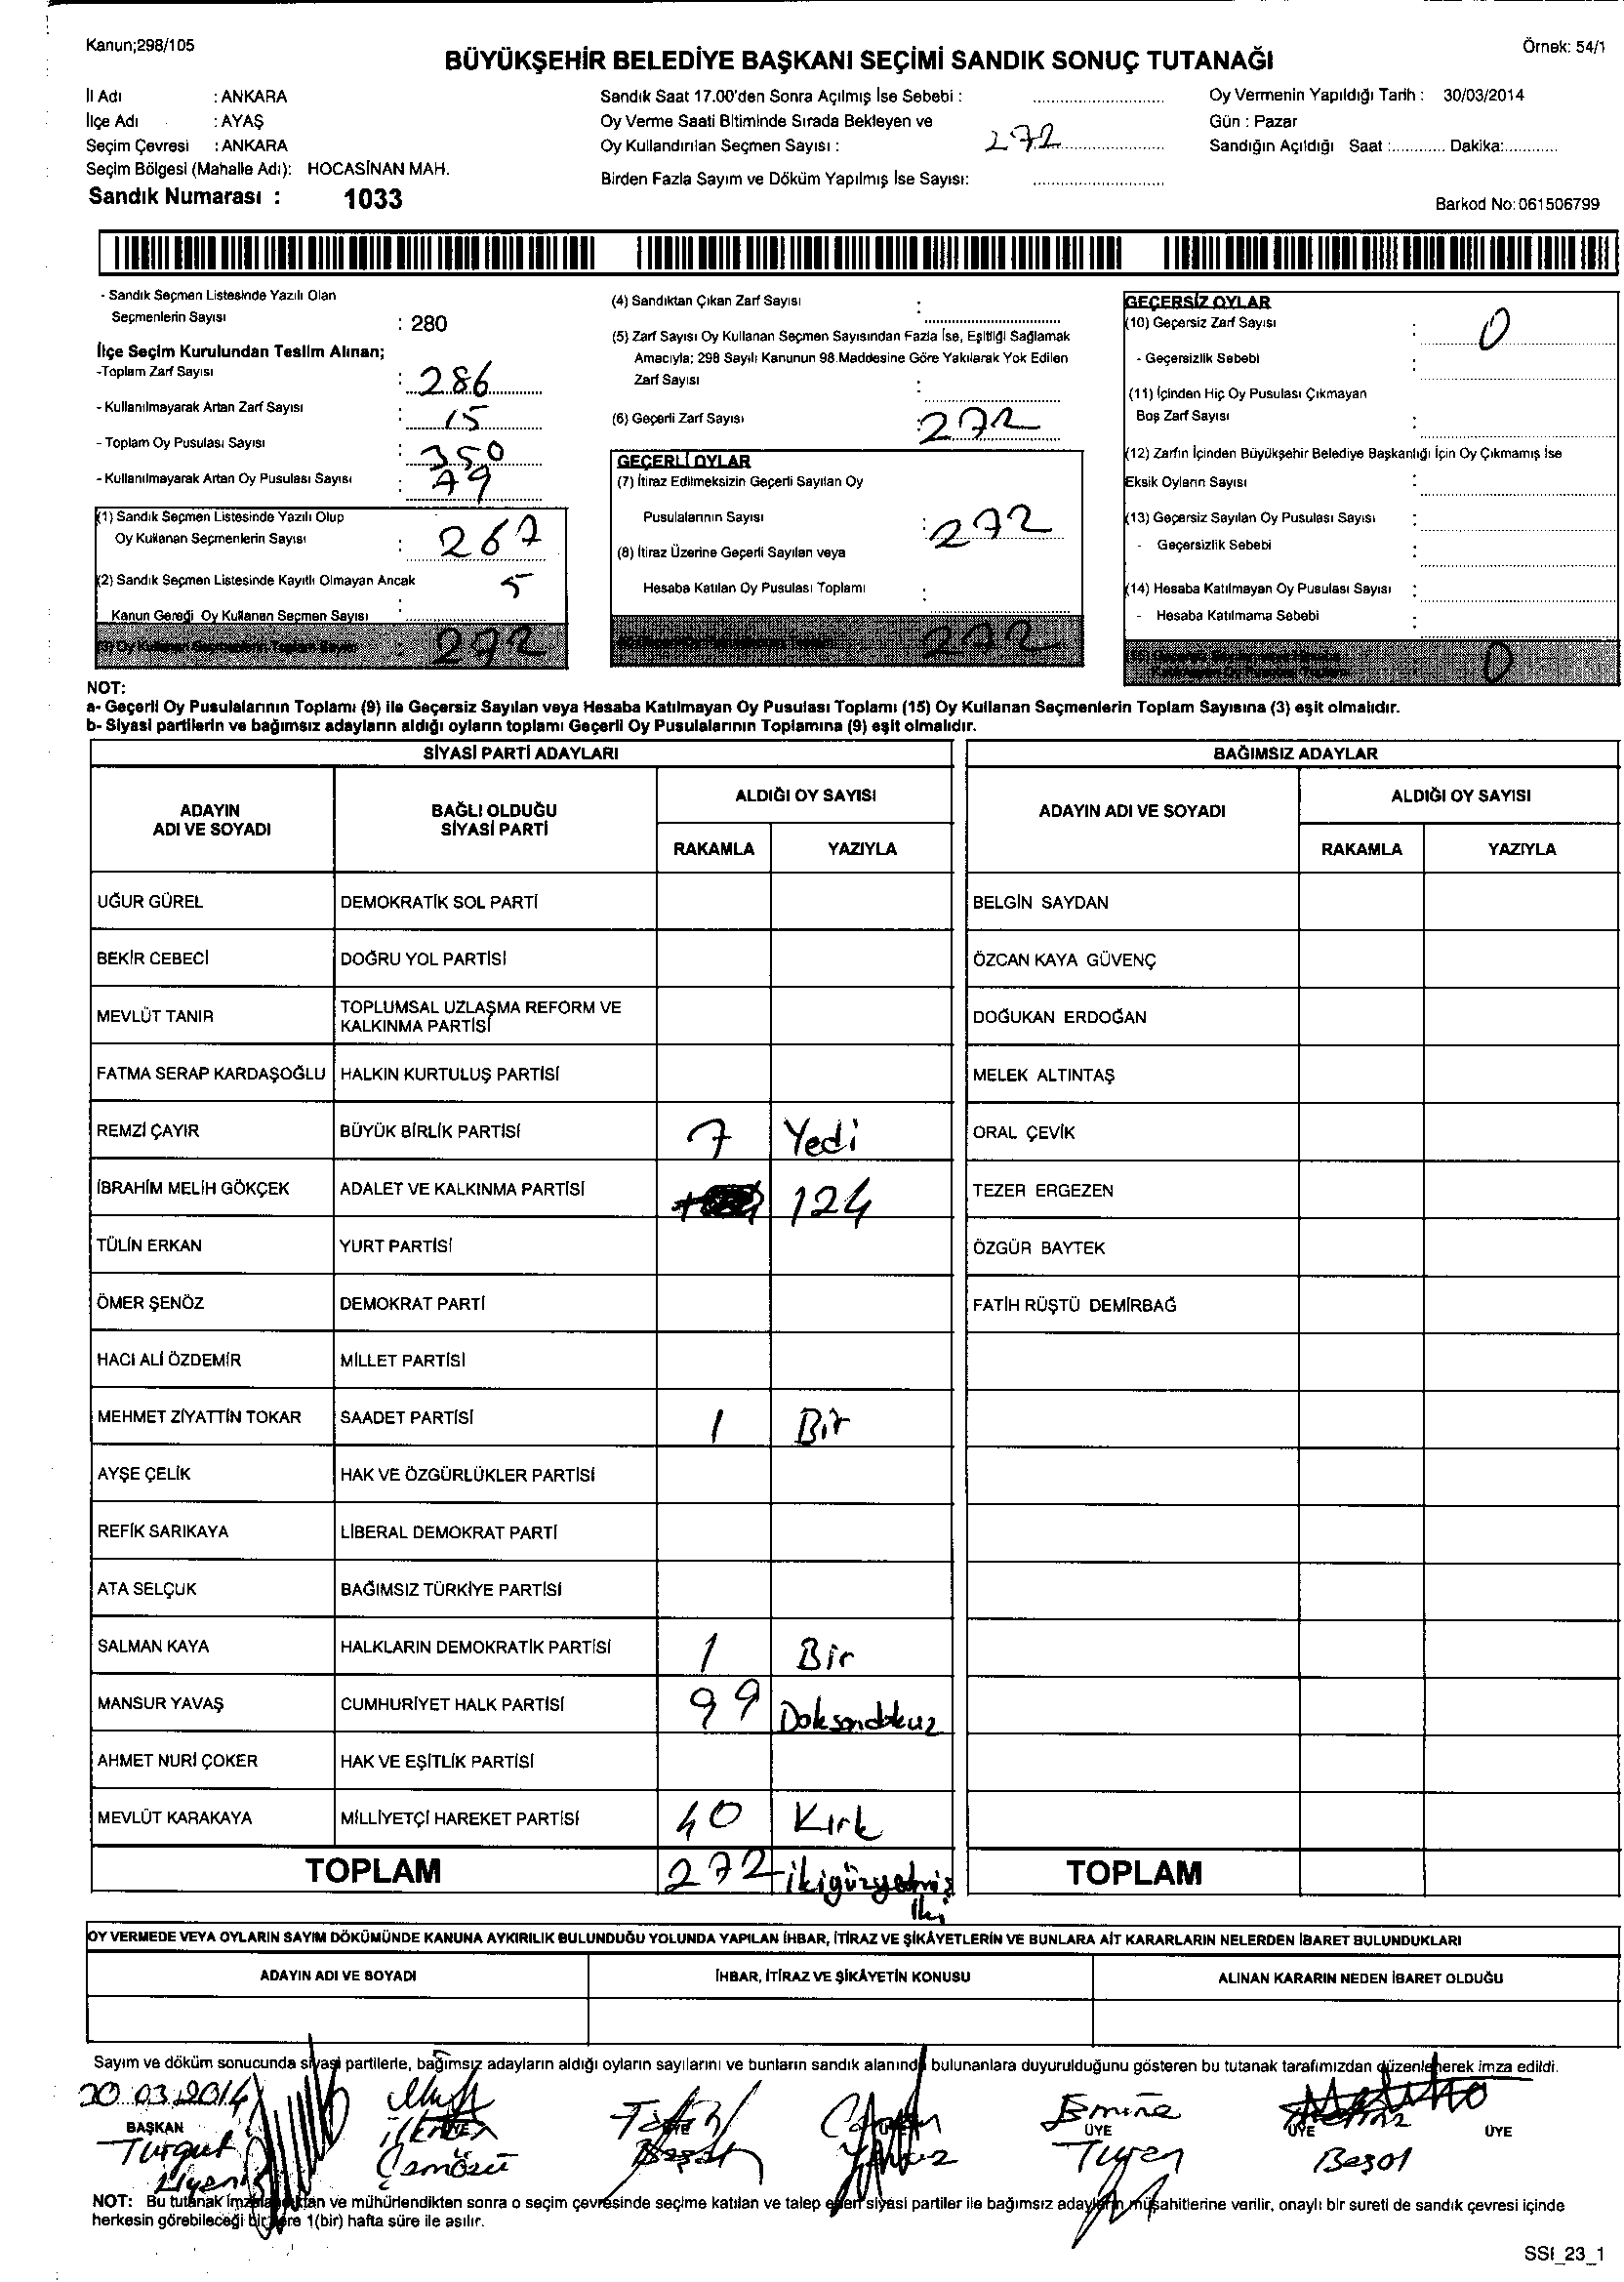 Kanun;298/105
Örnek: 54/1
BÜYÜKŞEHİR BELEDİYE BAŞKANI SEÇİMİ SANDIK SONUÇ TUTANAĞI
İl Adı : ANKARA
İlçe Adı : AYAŞ
Seçim Çevresi : ANKARA
Seçim Bölgesi (Mahalle Adı): HOCASİNAN MAH.
Sandık Numarası : 1033
Sandık Saat 17.00'den Sonra Açılmış İse Sebebi :
Oy Verme Saati Bitiminde Sırada Bekleyen ve
Oy Kullandırılan Seçmen Sayısı : 272
Birden Fazla Sayım ve Döküm Yapılmış İse Sayısı:
Oy Vermenin Yapıldığı Tarih : 30/03/2014
Gün : Pazar
Sandığın Açıldığı Saat :........... Dakika:...........
Barkod No:061506799
- Sandık Seçmen Listesinde Yazılı Olan
Seçmenlerin Sayısı : 280
İlçe Seçim Kurulundan Teslim Alınan;
-Toplam Zarf Sayısı : 286
- Kullanılmayarak Artan Zarf Sayısı : 15
- Toplam Oy Pusulası Sayısı : 350
- Kullanılmayarak Artan Oy Pusulası Sayısı : 79
(1) Sandık Seçmen Listesinde Yazılı Olup
Oy Kullanan Seçmenlerin Sayısı : 267
(2) Sandık Seçmen Listesinde Kayıtlı Olmayan Ancak
Kanun Gereği Oy Kullanan Seçmen Sayısı : 5
(3) Oy Kullanan Seçmenlerin Toplam Sayısı : 272
(4) Sandıktan Çıkan Zarf Sayısı :
(5) Zarf Sayısı Oy Kullanan Seçmen Sayısından Fazla İse, Eşitliği Sağlamak
Amacıyla; 298 Sayılı Kanunun 98.Maddesine Göre Yakılarak Yok Edilen
Zarf Sayısı :
(6) Geçerli Zarf Sayısı : 272
GEÇERLİ OYLAR
(7) İtiraz Edilmeksizin Geçerli Sayılan Oy
Pusulalarının Sayısı : 272
(8) İtiraz Üzerine Geçerli Sayılan veya
Hesaba Katılan Oy Pusulası Toplamı :
272
GEÇERSİZ OYLAR
(10) Geçersiz Zarf Sayısı : 0
- Geçersizlik Sebebi :
(11) İçinden Hiç Oy Pusulası Çıkmayan
Boş Zarf Sayısı :
(12) Zarfın İçinden Büyükşehir Belediye Başkanlığı İçin Oy Çıkmamış İse
Eksik Oyların Sayısı :
(13) Geçersiz Sayılan Oy Pusulası Sayısı :
- Geçersizlik Sebebi :
(14) Hesaba Katılmayan Oy Pusulası Sayısı :
- Hesaba Katılmama Sebebi :
0
NOT:
a- Geçerli Oy Pusulalarının Toplamı (9) ile Geçersiz Sayılan veya Hesaba Katılmayan Oy Pusulası Toplamı (15) Oy Kullanan Seçmenlerin Toplam Sayısına (3) eşit olmalıdır.
b- Siyasi partilerin ve bağımsız adayların aldığı oyların toplamı Geçerli Oy Pusulalarının Toplamına (9) eşit olmalıdır.
SİYASİ PARTİ ADAYLARI
BAĞIMSIZ ADAYLAR
ADAYIN ADI VE SOYADI
BAĞLI OLDUĞU SİYASİ PARTİ
ALDIĞI OY SAYISI
RAKAMLA YAZIYLA
ADAYIN ADI VE SOYADI
ALDIĞI OY SAYISI
RAKAMLA YAZIYLA
UĞUR GÜREL DEMOKRATİK SOL PARTİ BELGİN SAYDAN
BEKİR CEBECİ DOĞRU YOL PARTİSİ ÖZCAN KAYA GÜVENÇ
MEVLÜT TANIR TOPLUMSAL UZLAŞMA REFORM VE KALKINMA PARTİSİ DOĞUKAN ERDOĞAN
FATMA SERAP KARDAŞOĞLU HALKIN KURTULUŞ PARTİSİ MELEK ALTINTAŞ
REMZİ ÇAYIR BÜYÜK BİRLİK PARTİSİ 7 Yedi ORAL ÇEVİK
İBRAHİM MELİH GÖKÇEK ADALET VE KALKINMA PARTİSİ 124 TEZER ERGEZEN
TÜLİN ERKAN YURT PARTİSİ ÖZGÜR BAYTEK
ÖMER ŞENÖZ DEMOKRAT PARTİ FATİH RÜŞTÜ DEMİRBAĞ
HACI ALİ ÖZDEMİR MİLLET PARTİSİ
MEHMET ZİYATTİN TOKAR SAADET PARTİSİ 1 Bir
AYŞE ÇELİK HAK VE ÖZGÜRLÜKLER PARTİSİ
REFİK SARIKAYA LİBERAL DEMOKRAT PARTİ
ATA SELÇUK BAĞIMSIZ TÜRKİYE PARTİSİ
SALMAN KAYA HALKLARIN DEMOKRATİK PARTİSİ 1 Bir
MANSUR YAVAŞ CUMHURİYET HALK PARTİSİ 99 Doksandokuz
AHMET NURİ ÇOKER HAK VE EŞİTLİK PARTİSİ
MEVLÜT KARAKAYA MİLLİYETÇİ HAREKET PARTİSİ 40 Kırk
TOPLAM 272 ikiyüzyetmiş iki TOPLAM
OY VERMEDE VEYA OYLARIN SAYIM DÖKÜMÜNDE KANUNA AYKIRILIK BULUNDUĞU YOLUNDA YAPILAN İHBAR, İTİRAZ VE ŞİKÂYETLERİN VE BUNLARA AİT KARARLARIN NELERDEN İBARET BULUNDUKLARI
ADAYIN ADI VE SOYADI İHBAR, İTİRAZ VE ŞİKÂYETİN KONUSU ALINAN KARARIN NEDEN İBARET OLDUĞU
Sayım ve döküm sonucunda siyasi partilerle, bağımsız adayların aldığı oyların sayılarını ve bunların sandık alanında bulunanlara duyurulduğunu gösteren bu tutanak tarafımızdan düzenlenerek imza edildi.
30.03.2014
BAŞKAN ÜYE ÜYE ÜYE
Turgut Emine
Turen Başol
NOT: Bu tutanak imzalandıktan ve mühürlendikten sonra o seçim çevresinde seçime katılan ve talep eden siyasi partiler ile bağımsız adayların müşahitlerine verilir, onaylı bir sureti de sandık çevresi içinde
herkesin görebileceği bir yere 1(bir) hafta süre ile asılır.
SSI_23_1